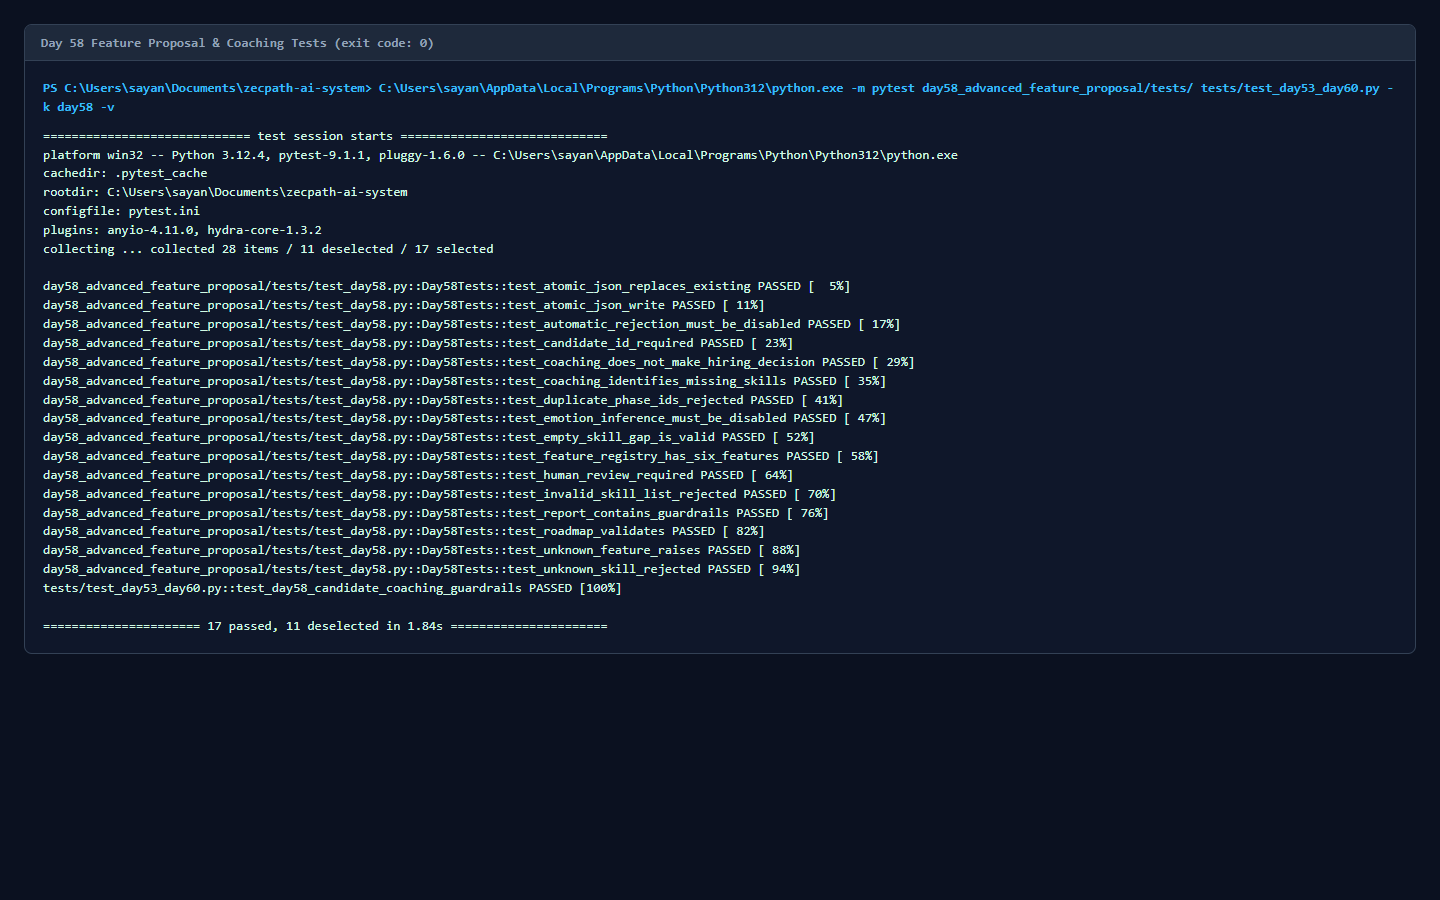 Day 58 Feature Proposal & Coaching Tests (exit code: 0)
PS C:\Users\sayan\Documents\zecpath-ai-system> C:\Users\sayan\AppData\Local\Programs\Python\Python312\python.exe -m pytest day58_advanced_feature_proposal/tests/ tests/test_day53_day60.py -
k day58 -v
============================= test session starts =============================
platform win32 -- Python 3.12.4, pytest-9.1.1, pluggy-1.6.0 -- C:\Users\sayan\AppData\Local\Programs\Python\Python312\python.exe
cachedir: .pytest_cache
rootdir: C:\Users\sayan\Documents\zecpath-ai-system
configfile: pytest.ini
plugins: anyio-4.11.0, hydra-core-1.3.2
collecting ... collected 28 items / 11 deselected / 17 selected
day58_advanced_feature_proposal/tests/test_day58.py::Day58Tests::test_atomic_json_replaces_existing PASSED [  5%]
day58_advanced_feature_proposal/tests/test_day58.py::Day58Tests::test_atomic_json_write PASSED [ 11%]
day58_advanced_feature_proposal/tests/test_day58.py::Day58Tests::test_automatic_rejection_must_be_disabled PASSED [ 17%]
day58_advanced_feature_proposal/tests/test_day58.py::Day58Tests::test_candidate_id_required PASSED [ 23%]
day58_advanced_feature_proposal/tests/test_day58.py::Day58Tests::test_coaching_does_not_make_hiring_decision PASSED [ 29%]
day58_advanced_feature_proposal/tests/test_day58.py::Day58Tests::test_coaching_identifies_missing_skills PASSED [ 35%]
day58_advanced_feature_proposal/tests/test_day58.py::Day58Tests::test_duplicate_phase_ids_rejected PASSED [ 41%]
day58_advanced_feature_proposal/tests/test_day58.py::Day58Tests::test_emotion_inference_must_be_disabled PASSED [ 47%]
day58_advanced_feature_proposal/tests/test_day58.py::Day58Tests::test_empty_skill_gap_is_valid PASSED [ 52%]
day58_advanced_feature_proposal/tests/test_day58.py::Day58Tests::test_feature_registry_has_six_features PASSED [ 58%]
day58_advanced_feature_proposal/tests/test_day58.py::Day58Tests::test_human_review_required PASSED [ 64%]
day58_advanced_feature_proposal/tests/test_day58.py::Day58Tests::test_invalid_skill_list_rejected PASSED [ 70%]
day58_advanced_feature_proposal/tests/test_day58.py::Day58Tests::test_report_contains_guardrails PASSED [ 76%]
day58_advanced_feature_proposal/tests/test_day58.py::Day58Tests::test_roadmap_validates PASSED [ 82%]
day58_advanced_feature_proposal/tests/test_day58.py::Day58Tests::test_unknown_feature_raises PASSED [ 88%]
day58_advanced_feature_proposal/tests/test_day58.py::Day58Tests::test_unknown_skill_rejected PASSED [ 94%]
tests/test_day53_day60.py::test_day58_candidate_coaching_guardrails PASSED [100%]
====================== 17 passed, 11 deselected in 1.84s ======================